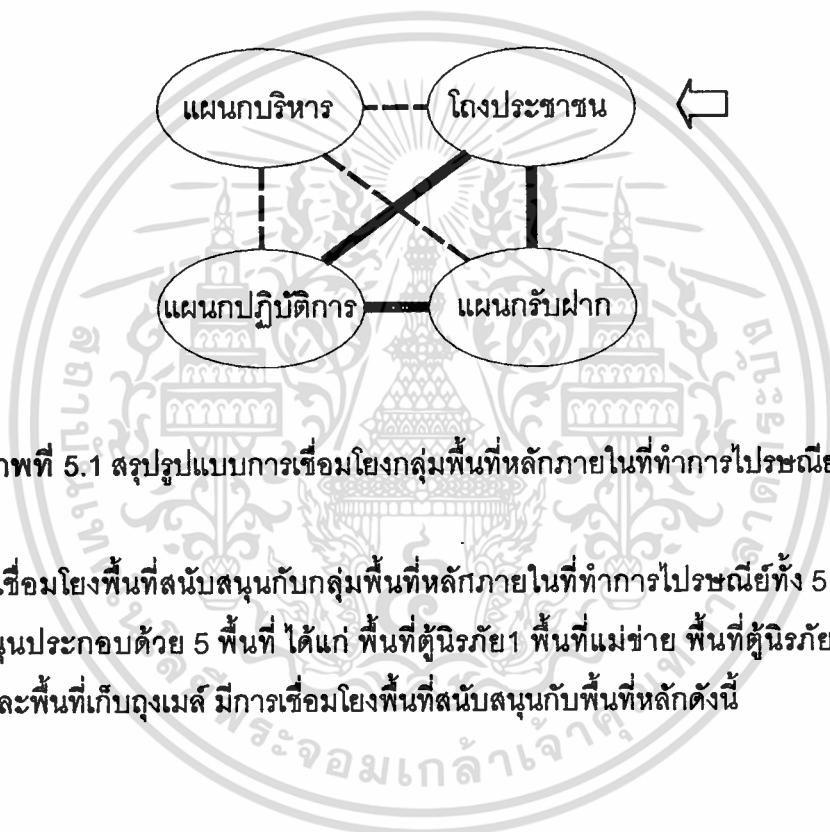 แผนกบริหาร
โถงประชาชน
แผนกปฏิบัติการ
แผนกรับฝาก
าพที่ 5.1 สรุปรูปแบบการเชื่อมโยงกลุ่มพื้นที่หลักภายในที่ทำการไปรษณีย
เชื่อมโยงพื้นที่สนับสนุนกับกลุ่มพื้นที่หลักภายในที่ทำการไปรษณีย์ทั้ง 5
นุนประกอบด้วย 5 พื้นที่ ได้แก่ พื้นที่ตู้นิรภัย1 พื้นที่แม่ข่าย พื้นที่ตู้นิรภัย
ละพื้นที่เก็บถุงเมล์ มีการเชื่อมโยงพื้นที่สนับสนุนกับพื้นที่หลักดังนี้